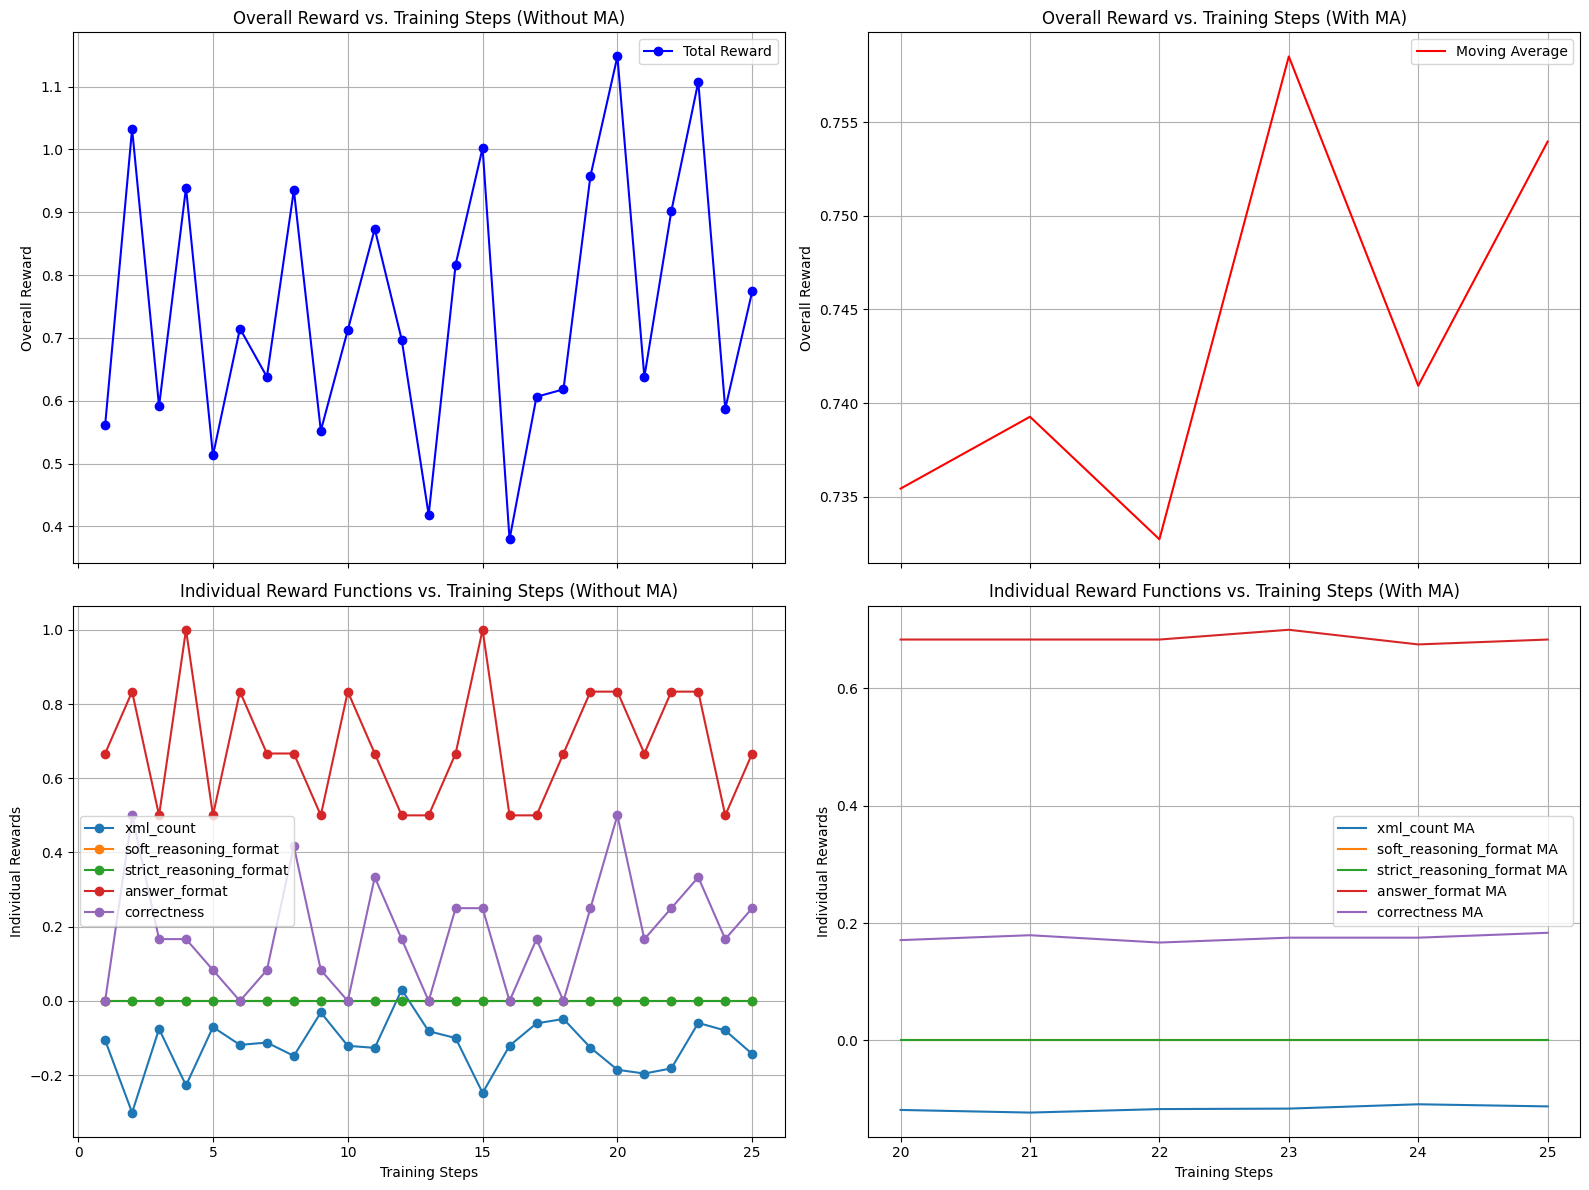 Overall Reward vs. Training Steps (Without MA)
Total Reward
Overall Reward
1.1
1.0
0.9
0.8
0.7
0.6
0.5
0.4
Overall Reward vs. Training Steps (With MA)
Moving Average
Overall Reward
0.755
0.750
0.745
0.740
0.735
Individual Reward Functions vs. Training Steps (Without MA)
Individual Rewards
1.0
0.8
0.6
0.4
0.2
0.0
−0.2
xml_count
soft_reasoning_format
strict_reasoning_format
answer_format
correctness
0 5 10 15 20 25
Training Steps
Individual Reward Functions vs. Training Steps (With MA)
Individual Rewards
0.6
0.4
0.2
0.0
xml_count MA
soft_reasoning_format MA
strict_reasoning_format MA
answer_format MA
correctness MA
20 21 22 23 24 25
Training Steps